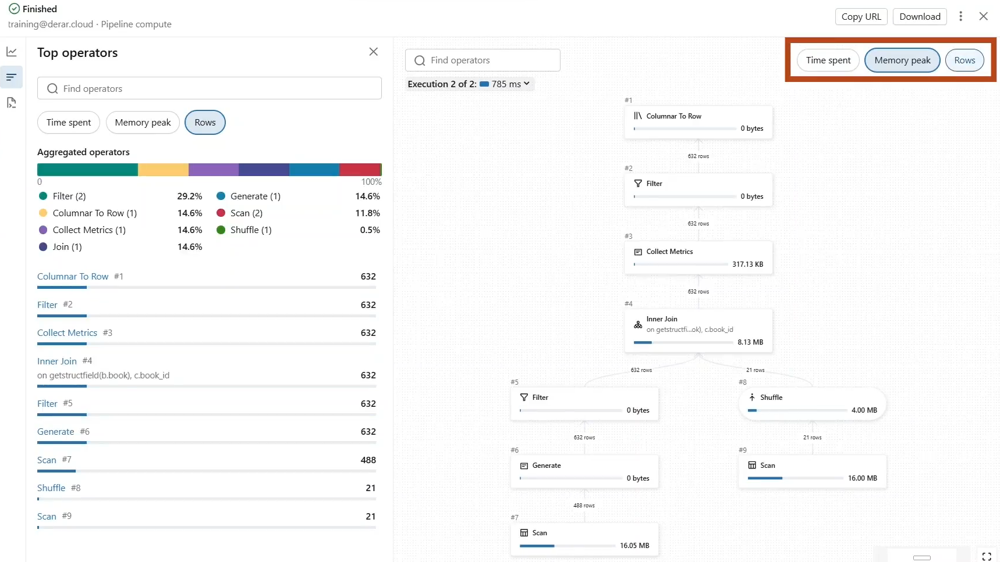 Finished
training@derar.cloud · Pipeline compute
Copy URL
Download
Top operators
Find operators
Time spent
Memory peak
Rows
Aggregated operators
0
100%
Filter (2) 29.2%
Generate (1) 14.6%
Columnar To Row (1) 14.6%
Scan (2) 11.8%
Collect Metrics (1) 14.6%
Shuffle (1) 0.5%
Join (1) 14.6%
Columnar To Row #1 632
Filter #2 632
Collect Metrics #3 632
Inner Join #4
on getstructfield(b.book), c.book_id 632
Filter #5 632
Generate #6 632
Scan #7 488
Shuffle #8 21
Scan #9 21
Find operators
Time spent
Memory peak
Rows
Execution 2 of 2: 785 ms
#1
Columnar To Row
0 bytes
632 rows
#2
Filter
0 bytes
632 rows
#3
Collect Metrics
317.13 KB
632 rows
#4
Inner Join
on getstructfi...ok), c.book_id
8.13 MB
632 rows
21 rows
#5
Filter
0 bytes
#8
Shuffle
4.00 MB
632 rows
21 rows
#6
Generate
0 bytes
#9
Scan
16.00 MB
488 rows
#7
Scan
16.05 MB